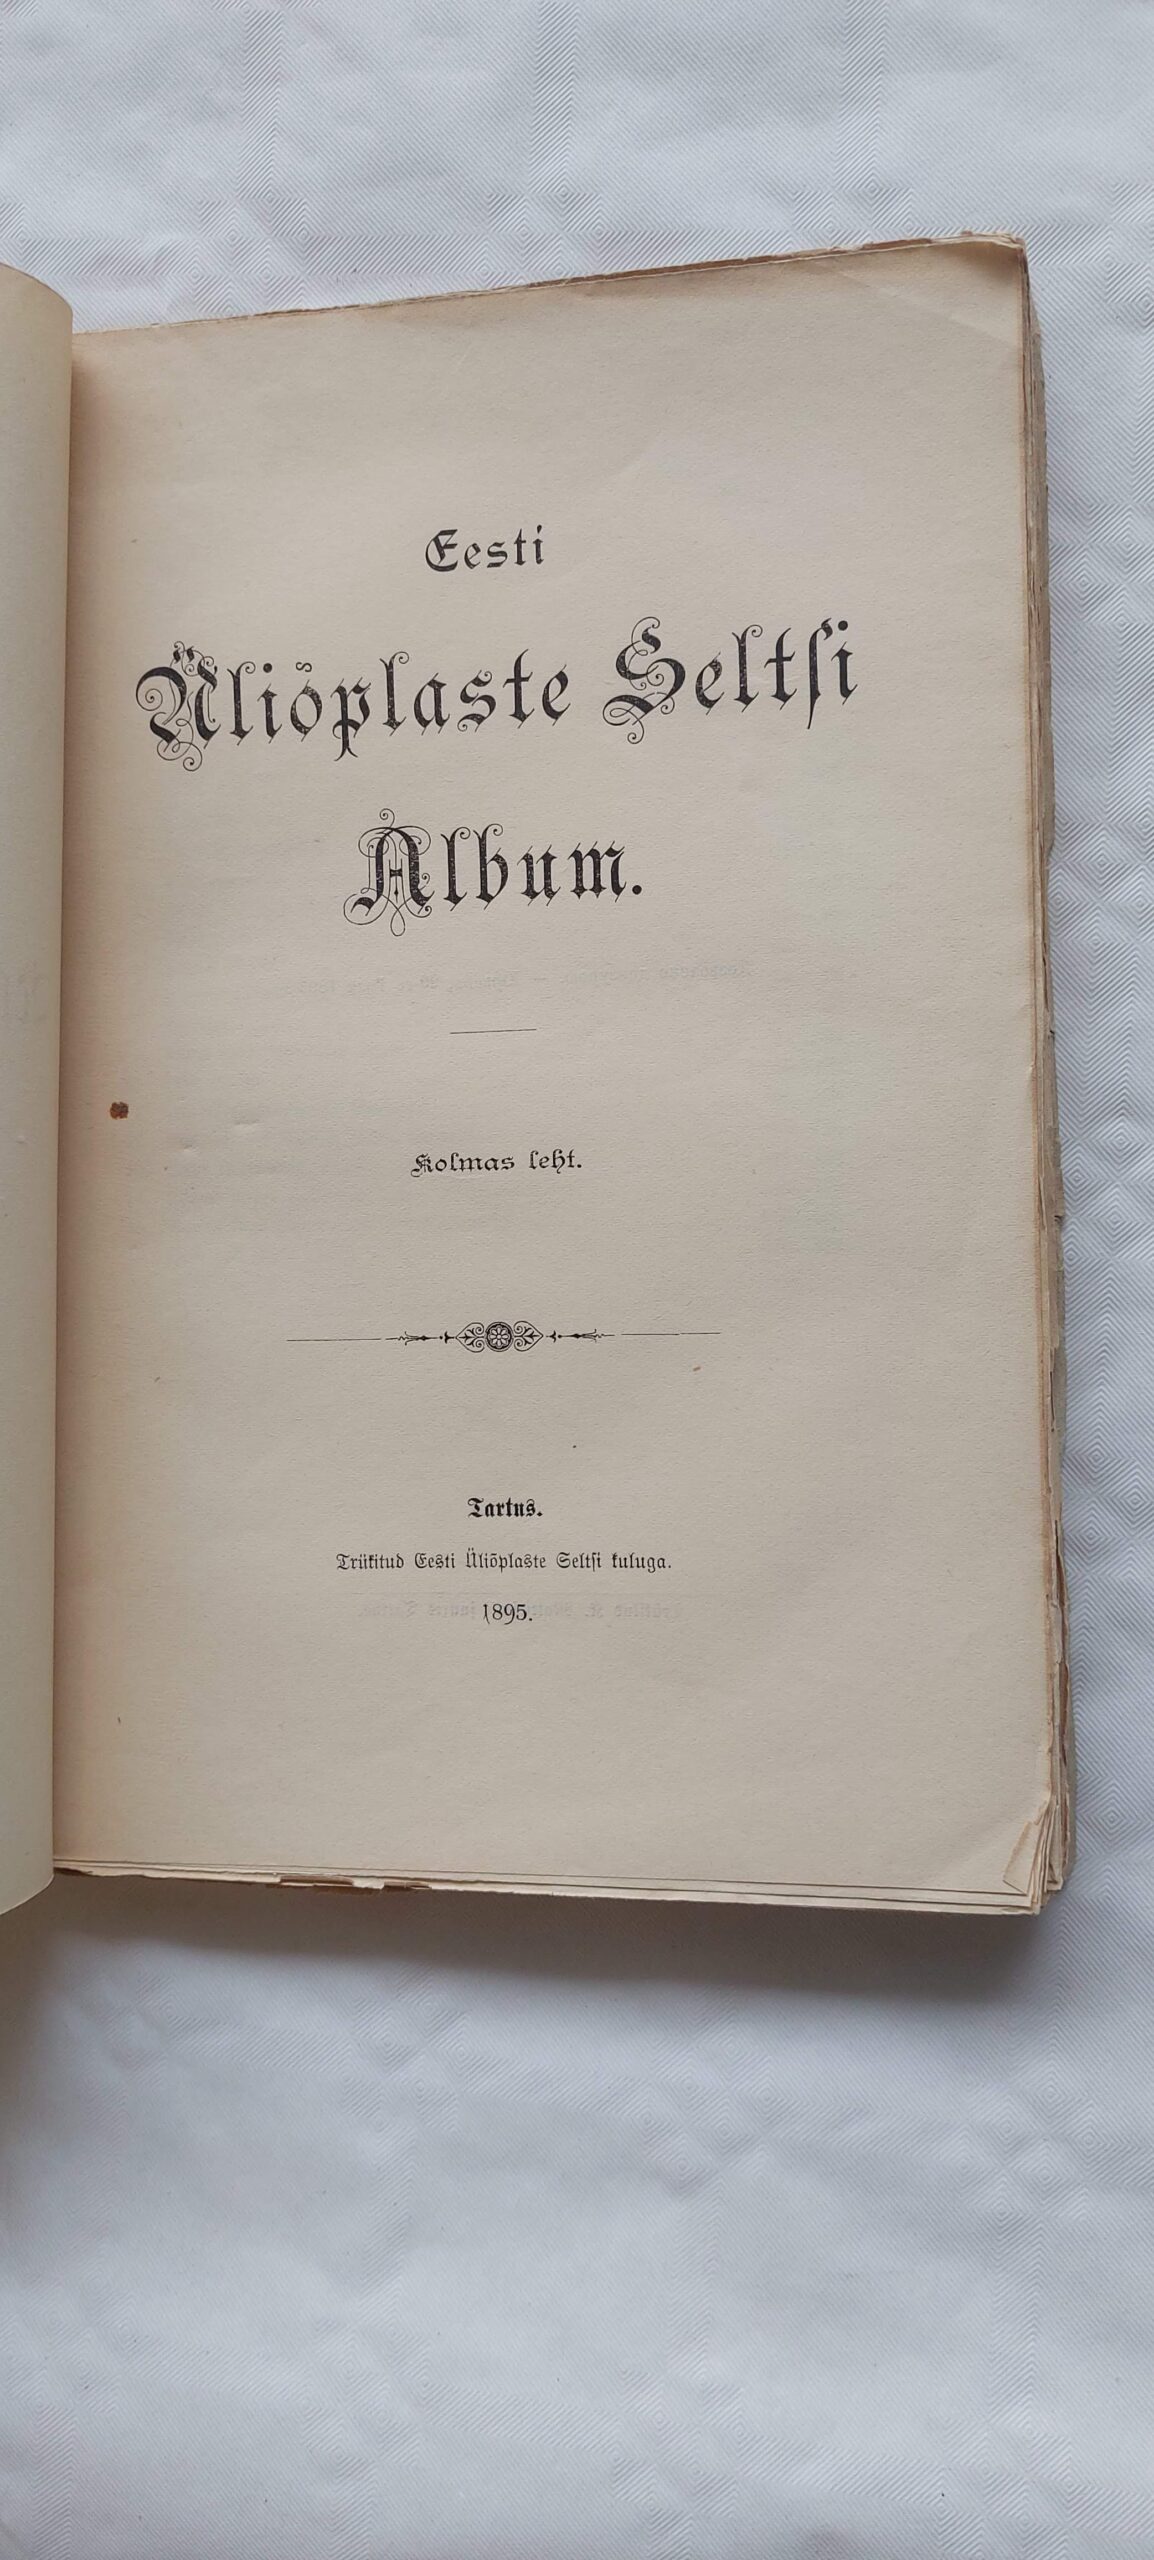 Eesti
Üliõplaste Seltsi
Album.
Kolmas leht.
Tartus.
Trükitud Eesti Üliõplaste Seltsi kuluga.
1895.